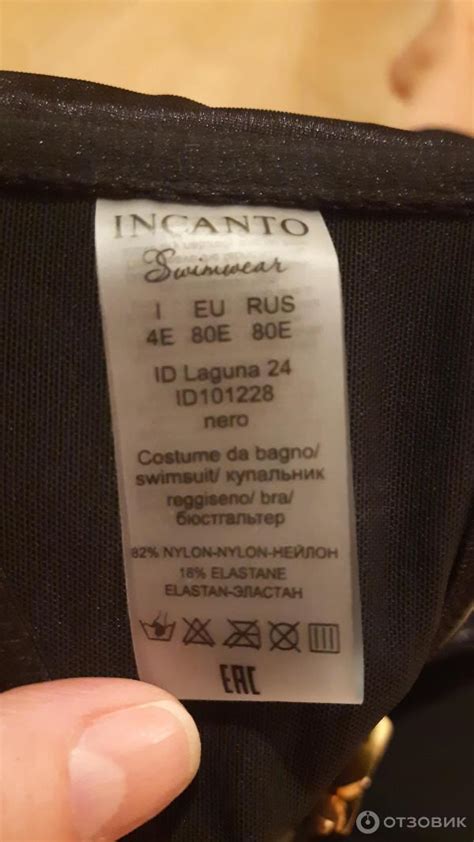 INCANTO
Swimwear
I EU RUS
4E 80E 80E
ID Laguna 24
ID101228
nero
Costume da bagno/
swimsuit/ купальник
reggiseno/ bra/
бюстгальтер
82% NYLON-NYLON-НЕЙЛОН
18% ELASTANE
ELASTAN-ЭЛАСТАН
EAC
ОТЗОВИК